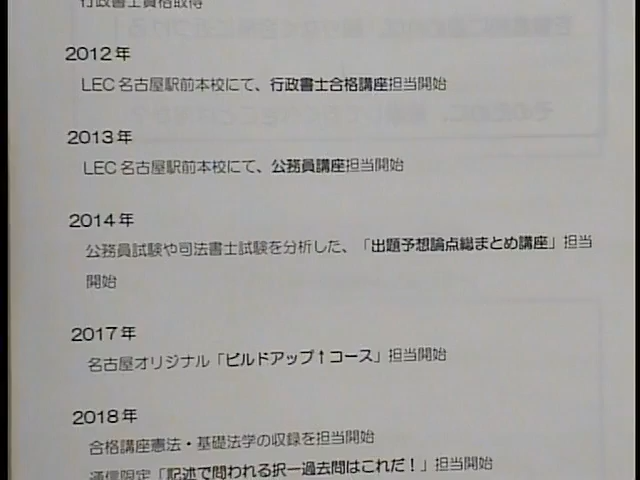 行政書士資格取得
2012年
LEC名古屋駅前本校にて、行政書士合格講座担当開始
2013年
LEC名古屋駅前本校にて、公務員講座担当開始
2014年
公務員試験や司法書士試験を分析した、「出題予想論点総まとめ講座」担当
開始
2017年
名古屋オリジナル「ビルドアップ↑コース」担当開始
2018年
合格講座憲法・基礎法学の収録を担当開始
通信限定「記述で問われる択一過去問はこれだ!」担当開始